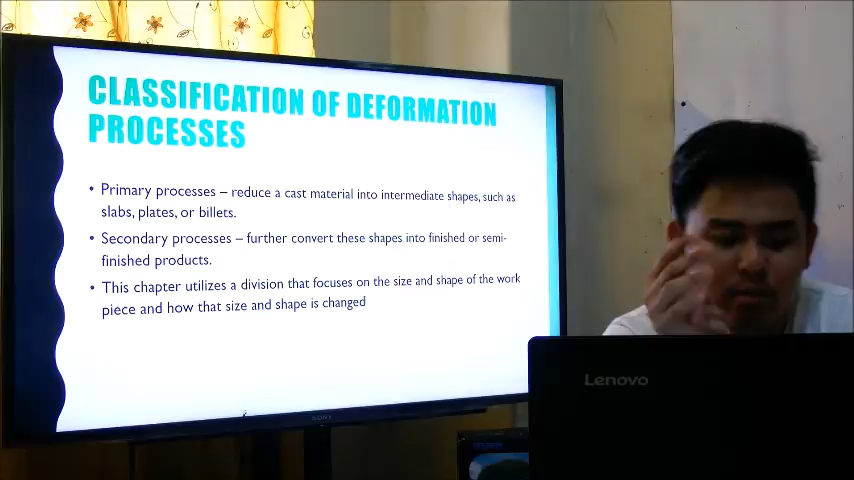 CLASSIFICATION OF DEFORMATION
PROCESSES
• Primary processes – reduce a cast material into intermediate shapes, such as
slabs, plates, or billets.
• Secondary processes – further convert these shapes into finished or semi-
finished products.
• This chapter utilizes a division that focuses on the size and shape of the work
piece and how that size and shape is changed
SONY
Lenovo